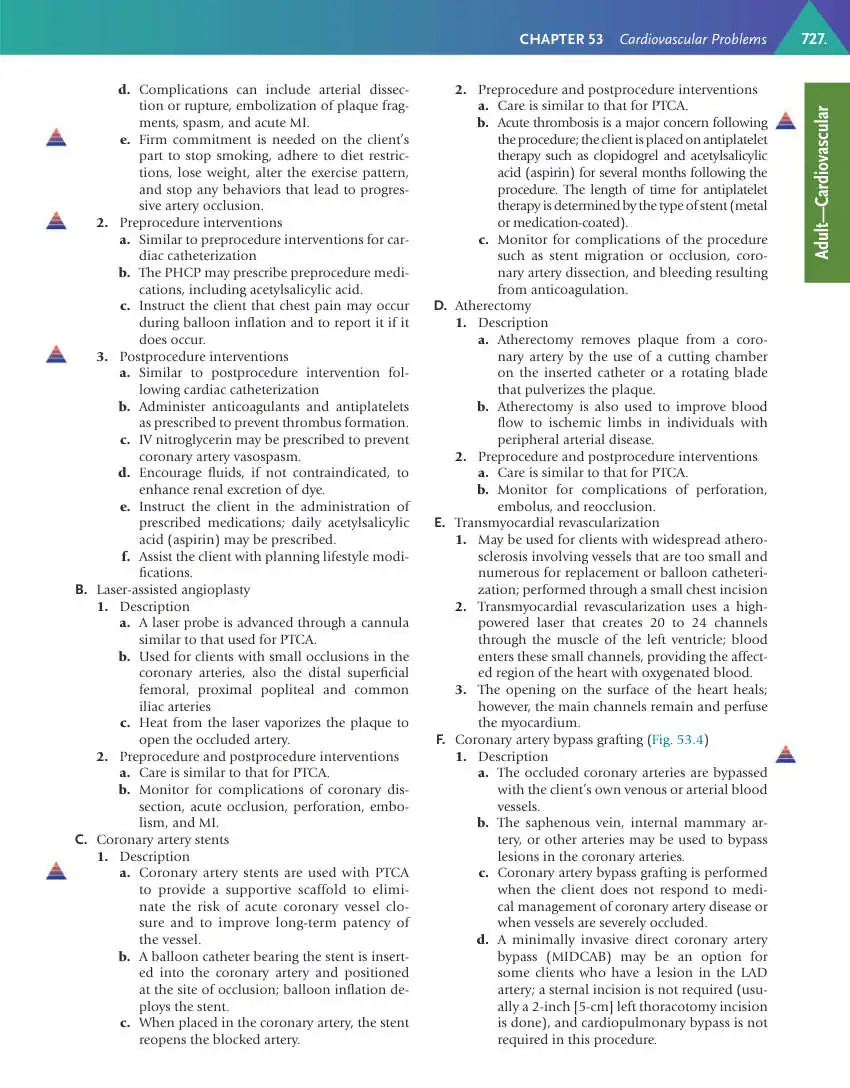 CHAPTER 53 Cardiovascular Problems 727.
d. Complications can include arterial dissec-
tion or rupture, embolization of plaque frag-
ments, spasm, and acute MI.
e. Firm commitment is needed on the client's
part to stop smoking, adhere to diet restric-
tions, lose weight, alter the exercise pattern,
and stop any behaviors that lead to progres-
sive artery occlusion.
2. Preprocedure interventions
a. Similar to preprocedure interventions for car-
diac catheterization
b. The PHCP may prescribe preprocedure medi-
cations, including acetylsalicylic acid.
c. Instruct the client that chest pain may occur
during balloon inflation and to report it if it
does occur.
3. Postprocedure interventions
a. Similar to postprocedure intervention fol-
lowing cardiac catheterization
b. Administer anticoagulants and antiplatelets
as prescribed to prevent thrombus formation.
c. IV nitroglycerin may be prescribed to prevent
coronary artery vasospasm.
d. Encourage fluids, if not contraindicated, to
enhance renal excretion of dye.
e. Instruct the client in the administration of
prescribed medications; daily acetylsalicylic
acid (aspirin) may be prescribed.
f. Assist the client with planning lifestyle modi-
fications.
B. Laser-assisted angioplasty
1. Description
a. A laser probe is advanced through a cannula
similar to that used for PTCA.
b. Used for clients with small occlusions in the
coronary arteries, also the distal superficial
femoral, proximal popliteal and common
iliac arteries
c. Heat from the laser vaporizes the plaque to
open the occluded artery.
2. Preprocedure and postprocedure interventions
a. Care is similar to that for PTCA.
b. Monitor for complications of coronary dis-
section, acute occlusion, perforation, embo-
lism, and MI.
C. Coronary artery stents
1. Description
a. Coronary artery stents are used with PTCA
to provide a supportive scaffold to elimi-
nate the risk of acute coronary vessel clo-
sure and to improve long-term patency of
the vessel.
b. A balloon catheter bearing the stent is insert-
ed into the coronary artery and positioned
at the site of occlusion; balloon inflation de-
ploys the stent.
c. When placed in the coronary artery, the stent
reopens the blocked artery.
2. Preprocedure and postprocedure interventions
a. Care is similar to that for PTCA.
b. Acute thrombosis is a major concern following
the procedure; the client is placed on antiplatelet
therapy such as clopidogrel and acetylsalicylic
acid (aspirin) for several months following the
procedure. The length of time for antiplatelet
therapy is determined by the type of stent (metal
or medication-coated).
c. Monitor for complications of the procedure
such as stent migration or occlusion, coro-
nary artery dissection, and bleeding resulting
from anticoagulation.
D. Atherectomy
1. Description
a. Atherectomy removes plaque from a coro-
nary artery by the use of a cutting chamber
on the inserted catheter or a rotating blade
that pulverizes the plaque.
b. Atherectomy is also used to improve blood
flow to ischemic limbs in individuals with
peripheral arterial disease.
2. Preprocedure and postprocedure interventions
a. Care is similar to that for PTCA.
b. Monitor for complications of perforation,
embolus, and reocclusion.
E. Transmyocardial revascularization
1. May be used for clients with widespread athero-
sclerosis involving vessels that are too small and
numerous for replacement or balloon catheteri-
zation; performed through a small chest incision
2. Transmyocardial revascularization uses a high-
powered laser that creates 20 to 24 channels
through the muscle of the left ventricle; blood
enters these small channels, providing the affect-
ed region of the heart with oxygenated blood.
3. The opening on the surface of the heart heals;
however, the main channels remain and perfuse
the myocardium.
F. Coronary artery bypass grafting (Fig. 53.4)
1. Description
a. The occluded coronary arteries are bypassed
with the client's own venous or arterial blood
vessels.
b. The saphenous vein, internal mammary ar-
tery, or other arteries may be used to bypass
lesions in the coronary arteries.
c. Coronary artery bypass grafting is performed
when the client does not respond to medi-
cal management of coronary artery disease or
when vessels are severely occluded.
d. A minimally invasive direct coronary artery
bypass (MIDCAB) may be an option for
some clients who have a lesion in the LAD
artery; a sternal incision is not required (usu-
ally a 2-inch [5-cm] left thoracotomy incision
is done), and cardiopulmonary bypass is not
required in this procedure.
Adult—Cardiovascular